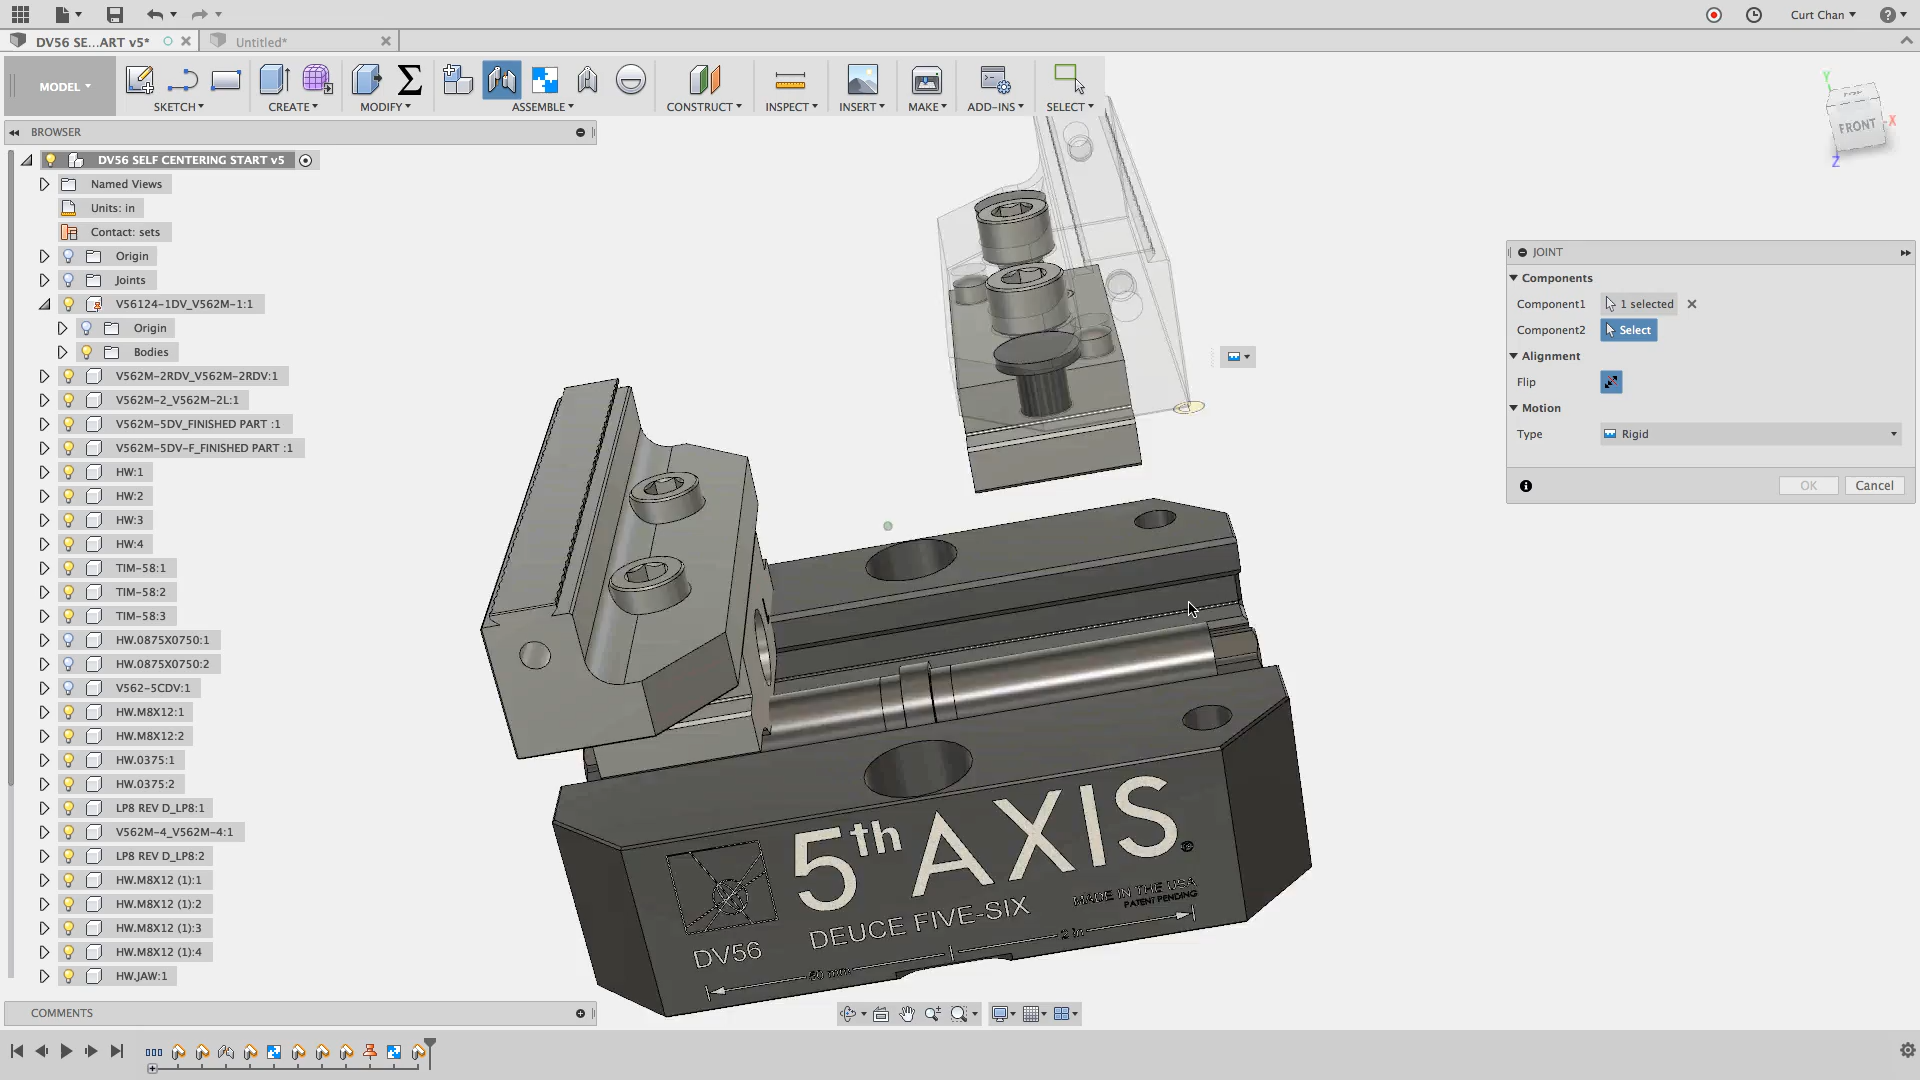 Curt Chan
DV56 SE...ART v5*
Untitled*
MODEL
SKETCH
CREATE
MODIFY
ASSEMBLE
CONSTRUCT
INSPECT
INSERT
MAKE
ADD-INS
SELECT
BROWSER
DV56 SELF CENTERING START v5
Named Views
Units: in
Contact: sets
Origin
Joints
V56124-1DV_V562M-1:1
Origin
Bodies
V562M-2RDV_V562M-2RDV:1
V562M-2_V562M-2L:1
V562M-5DV_FINISHED PART :1
V562M-5DV-F_FINISHED PART :1
HW:1
HW:2
HW:3
HW:4
TIM-58:1
TIM-58:2
TIM-58:3
HW.0875X0750:1
HW.0875X0750:2
V562-5CDV:1
HW.M8X12:1
HW.M8X12:2
HW.0375:1
HW.0375:2
LP8 REV D_LP8:1
V562M-4_V562M-4:1
LP8 REV D_LP8:2
HW.M8X12 (1):1
HW.M8X12 (1):2
HW.M8X12 (1):3
HW.M8X12 (1):4
HW.JAW:1
COMMENTS
Y
TOP
FRONT
X
Z
JOINT
Components
Component1
1 selected
Component2
Select
Alignment
Flip
Motion
Type
Rigid
OK
Cancel
5th AXIS
DV56
DEUCE FIVE-SIX
MADE IN THE USA
PATENT PENDING
50 mm
2 in